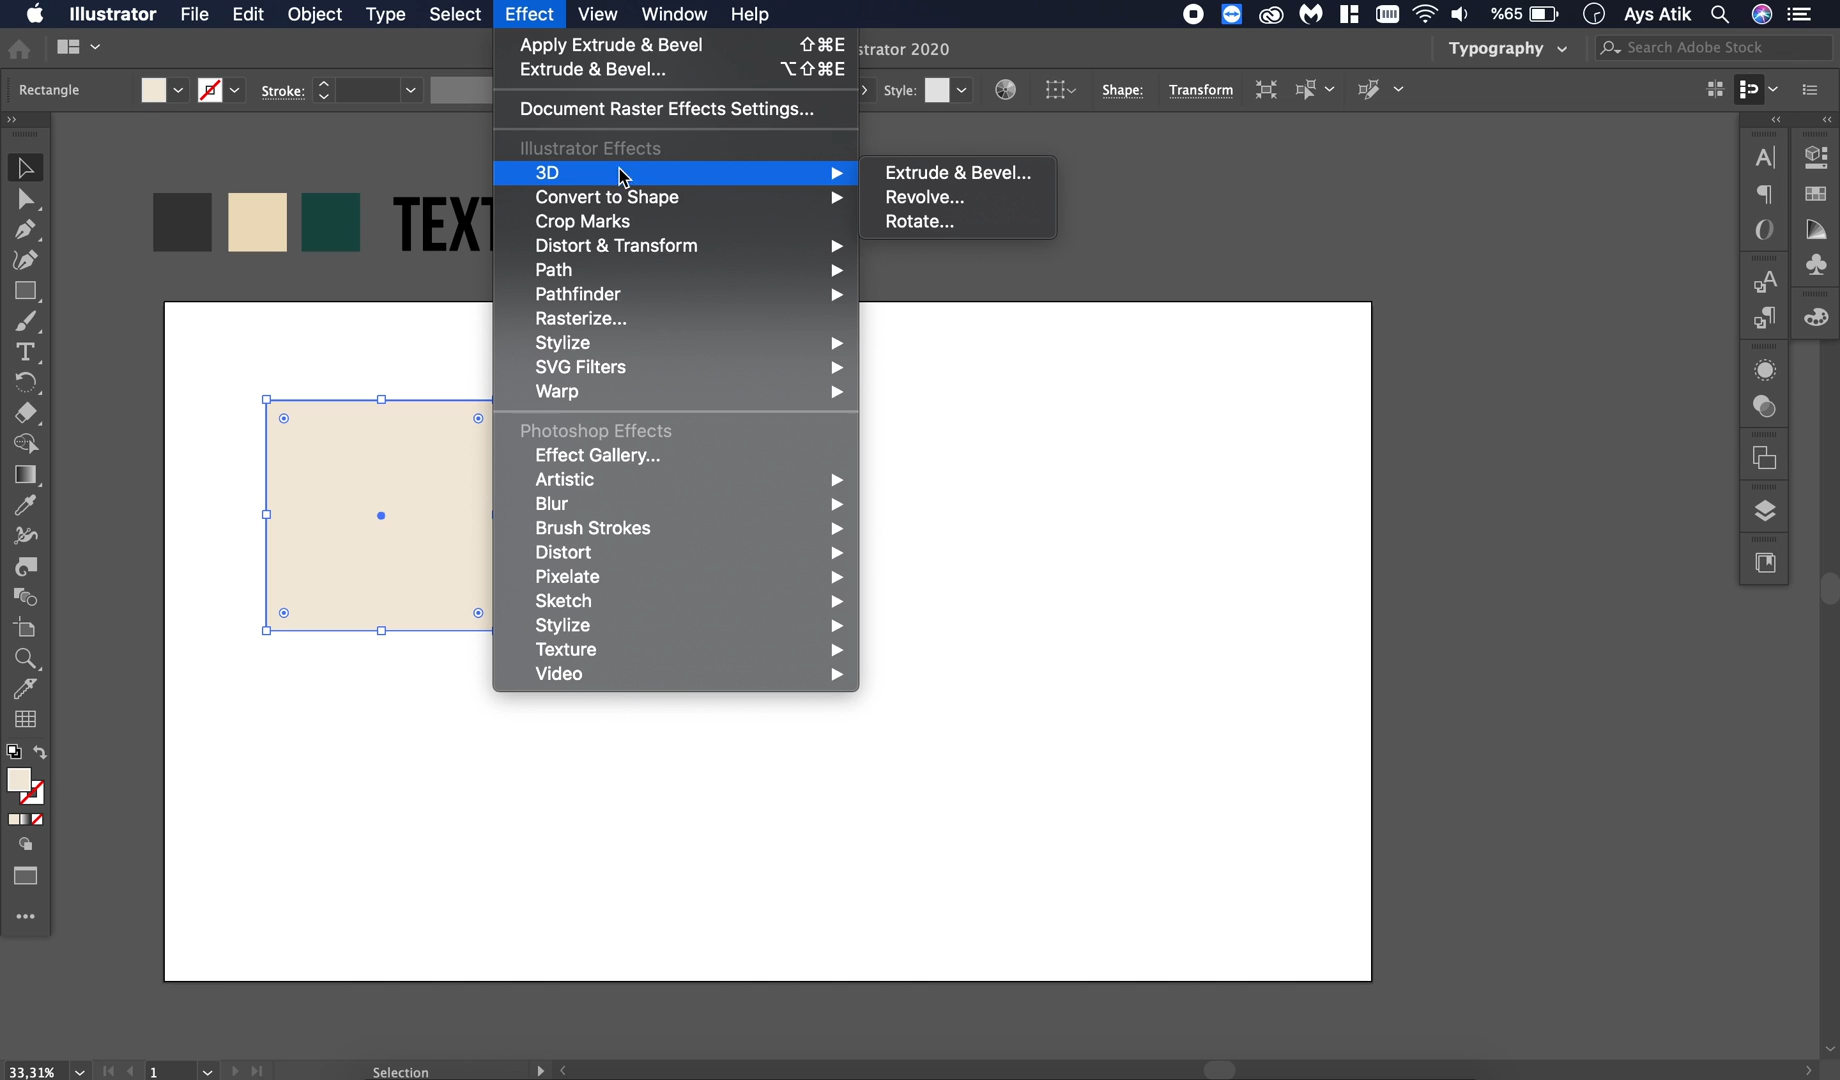 Illustrator File Edit Object Type Select Effect View Window Help %65 Ays Atik
strator 2020
Typography
Search Adobe Stock
Rectangle
Stroke:
Style:
Shape:
Transform
Apply Extrude & Bevel ⇧⌘E
Extrude & Bevel... ⌥⇧⌘E
Document Raster Effects Settings...
Illustrator Effects
3D
Convert to Shape
Crop Marks
Distort & Transform
Path
Pathfinder
Rasterize...
Stylize
SVG Filters
Warp
Photoshop Effects
Effect Gallery...
Artistic
Blur
Brush Strokes
Distort
Pixelate
Sketch
Stylize
Texture
Video
Extrude & Bevel...
Revolve...
Rotate...
TEXT
33,31%
1
Selection